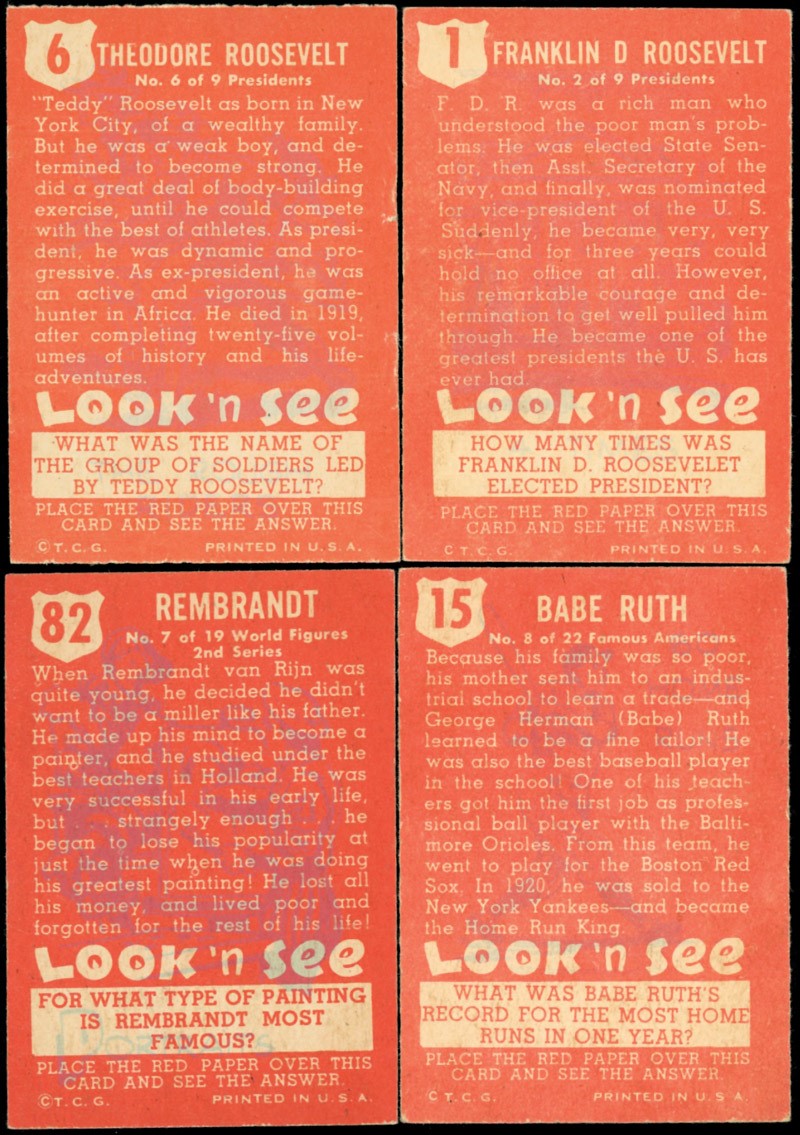 6
THEODORE ROOSEVELT
No. 6 of 9 Presidents
"Teddy" Roosevelt as born in New
York City, of a wealthy family.
But he was a weak boy, and de-
termined to become strong. He
did a great deal of body-building
exercise, until he could compete
with the best of athletes. As presi-
dent, he was dynamic and pro-
gressive. As ex-president, he was
an active and vigorous game-
hunter in Africa. He died in 1919,
after completing twenty-five vol-
umes of history and his life-
adventures.
LOOK 'n See
WHAT WAS THE NAME OF
THE GROUP OF SOLDIERS LED
BY TEDDY ROOSEVELT?
PLACE THE RED PAPER OVER THIS
CARD AND SEE THE ANSWER.
© T. C. G. PRINTED IN U. S. A.
1
FRANKLIN D ROOSEVELT
No. 2 of 9 Presidents
F. D. R. was a rich man who
understood the poor man's prob-
lems. He was elected State Sen-
ator, then Asst. Secretary of the
Navy, and finally, was nominated
for vice-president of the U. S.
Suddenly, he became very, very
sick—and for three years could
hold no office at all. However,
his remarkable courage and de-
termination to get well pulled him
through. He became one of the
greatest presidents the U. S. has
ever had.
LOOK 'n See
HOW MANY TIMES WAS
FRANKLIN D. ROOSEVELET
ELECTED PRESIDENT?
PLACE THE RED PAPER OVER THIS
CARD AND SEE THE ANSWER.
© T. C. G. PRINTED IN U. S. A.
82
REMBRANDT
No. 7 of 19 World Figures
2nd Series
When Rembrandt van Rijn was
quite young, he decided he didn't
want to be a miller like his father.
He made up his mind to become a
painter, and he studied under the
best teachers in Holland. He was
very successful in his early life,
but . . . strangely enough . . . he
began to lose his popularity at
just the time when he was doing
his greatest painting! He lost all
his money, and lived poor and
forgotten for the rest of his life!
LOOK 'n See
FOR WHAT TYPE OF PAINTING
IS REMBRANDT MOST
FAMOUS?
PLACE THE RED PAPER OVER THIS
CARD AND SEE THE ANSWER.
© T. C. G. PRINTED IN U. S. A.
15
BABE RUTH
No. 8 of 22 Famous Americans
Because his family was so poor,
his mother sent him to an indus-
trial school to learn a trade—and
George Herman (Babe) Ruth
learned to be a fine tailor! He
was also the best baseball player
in the school! One of his teach-
ers got him the first job as profes-
sional ball player with the Balti-
more Orioles. From this team, he
went to play for the Boston Red
Sox. In 1920, he was sold to the
New York Yankees—and became
the Home Run King.
LOOK 'n See
WHAT WAS BABE RUTH'S
RECORD FOR THE MOST HOME
RUNS IN ONE YEAR?
PLACE THE RED PAPER OVER THIS
CARD AND SEE THE ANSWER.
© T. C. G. PRINTED IN U. S. A.